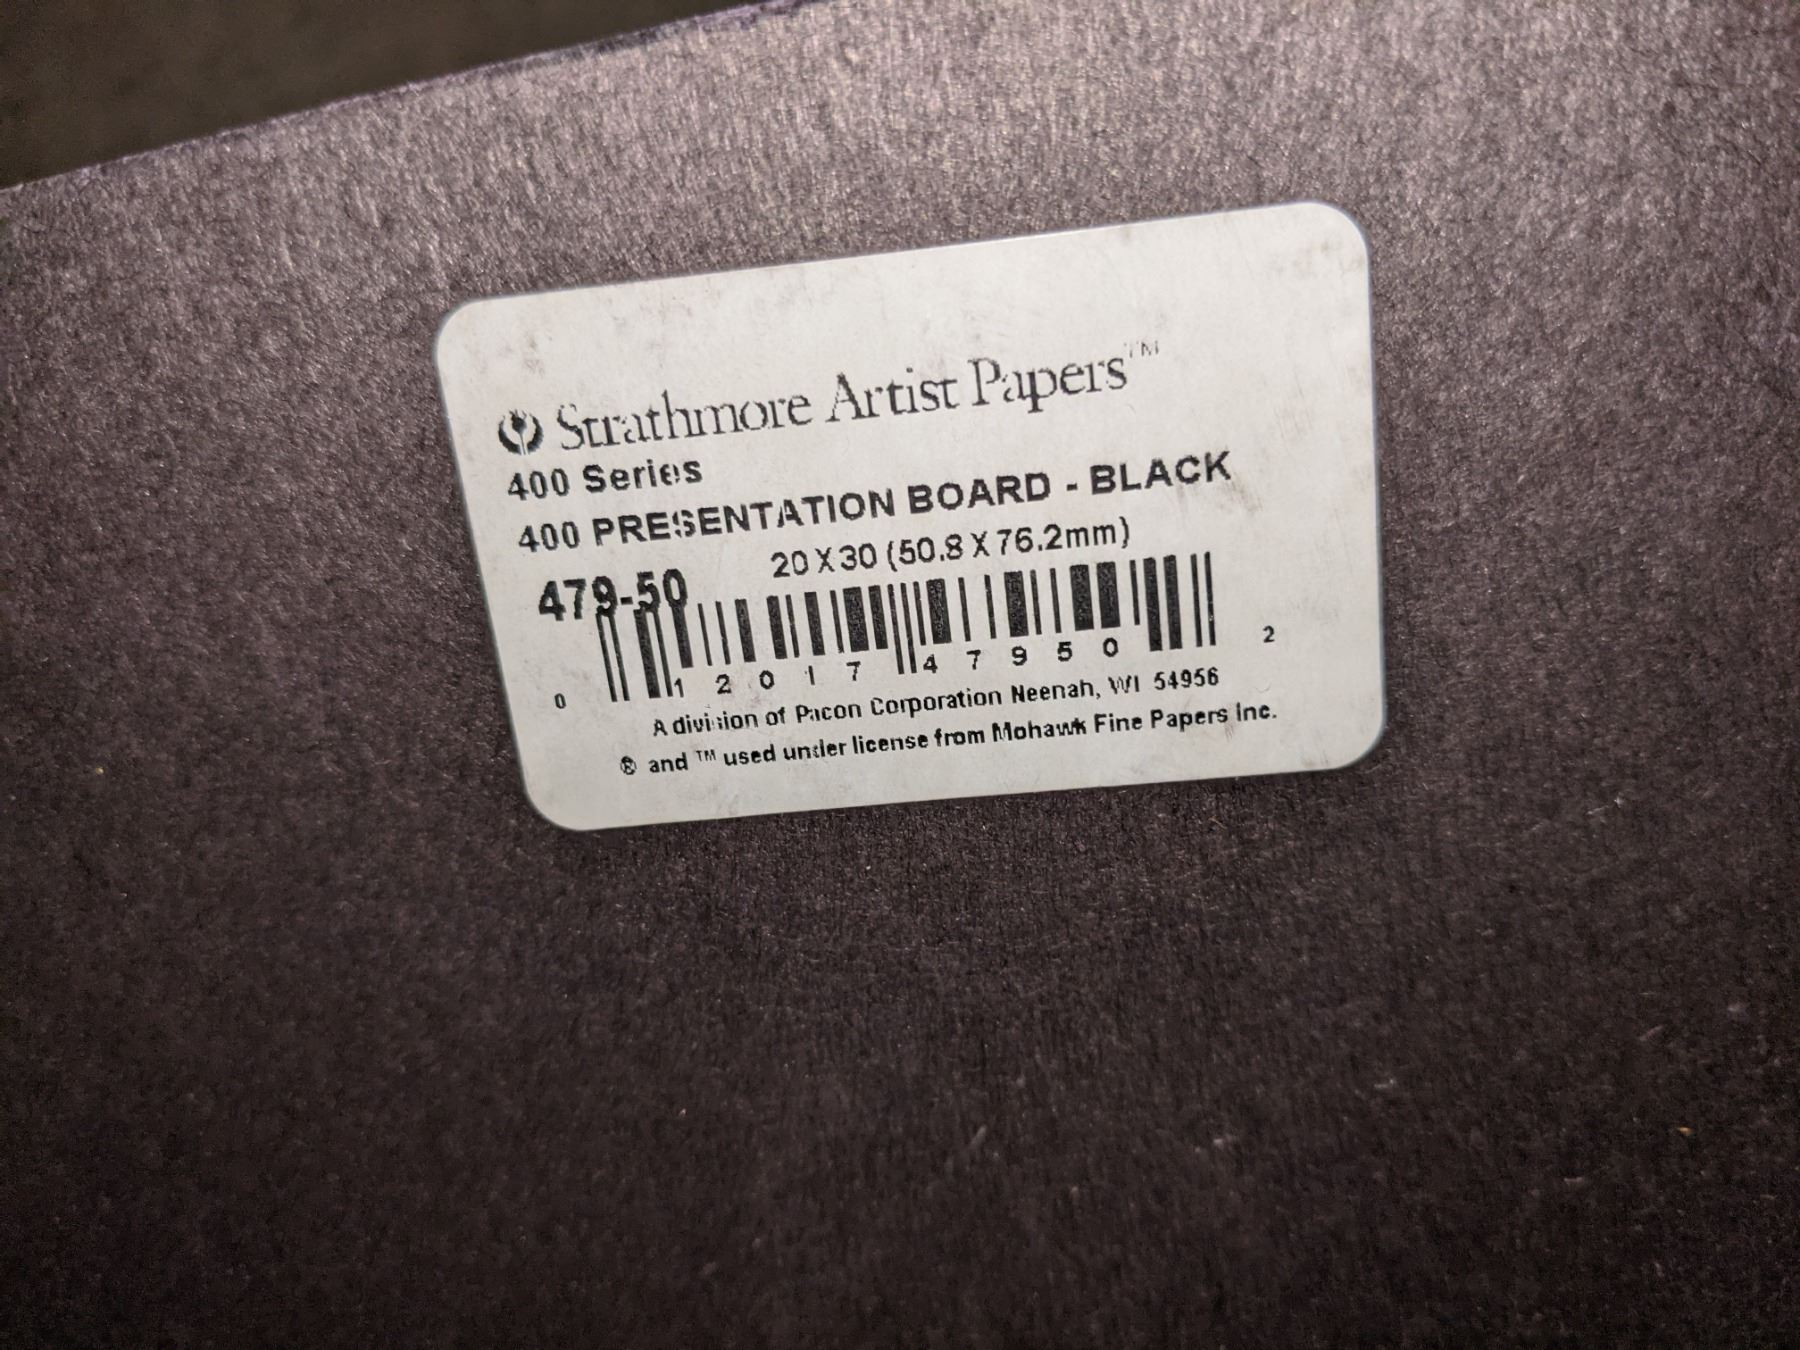 Strathmore Artist Papers™
400 Series
400 PRESENTATION BOARD - BLACK
20 X 30 (50.8 X 76.2mm)
479-50
0 12017 47950 2
A division of Pacon Corporation Neenah, WI 54956
® and ™ used under license from Mohawk Fine Papers Inc.